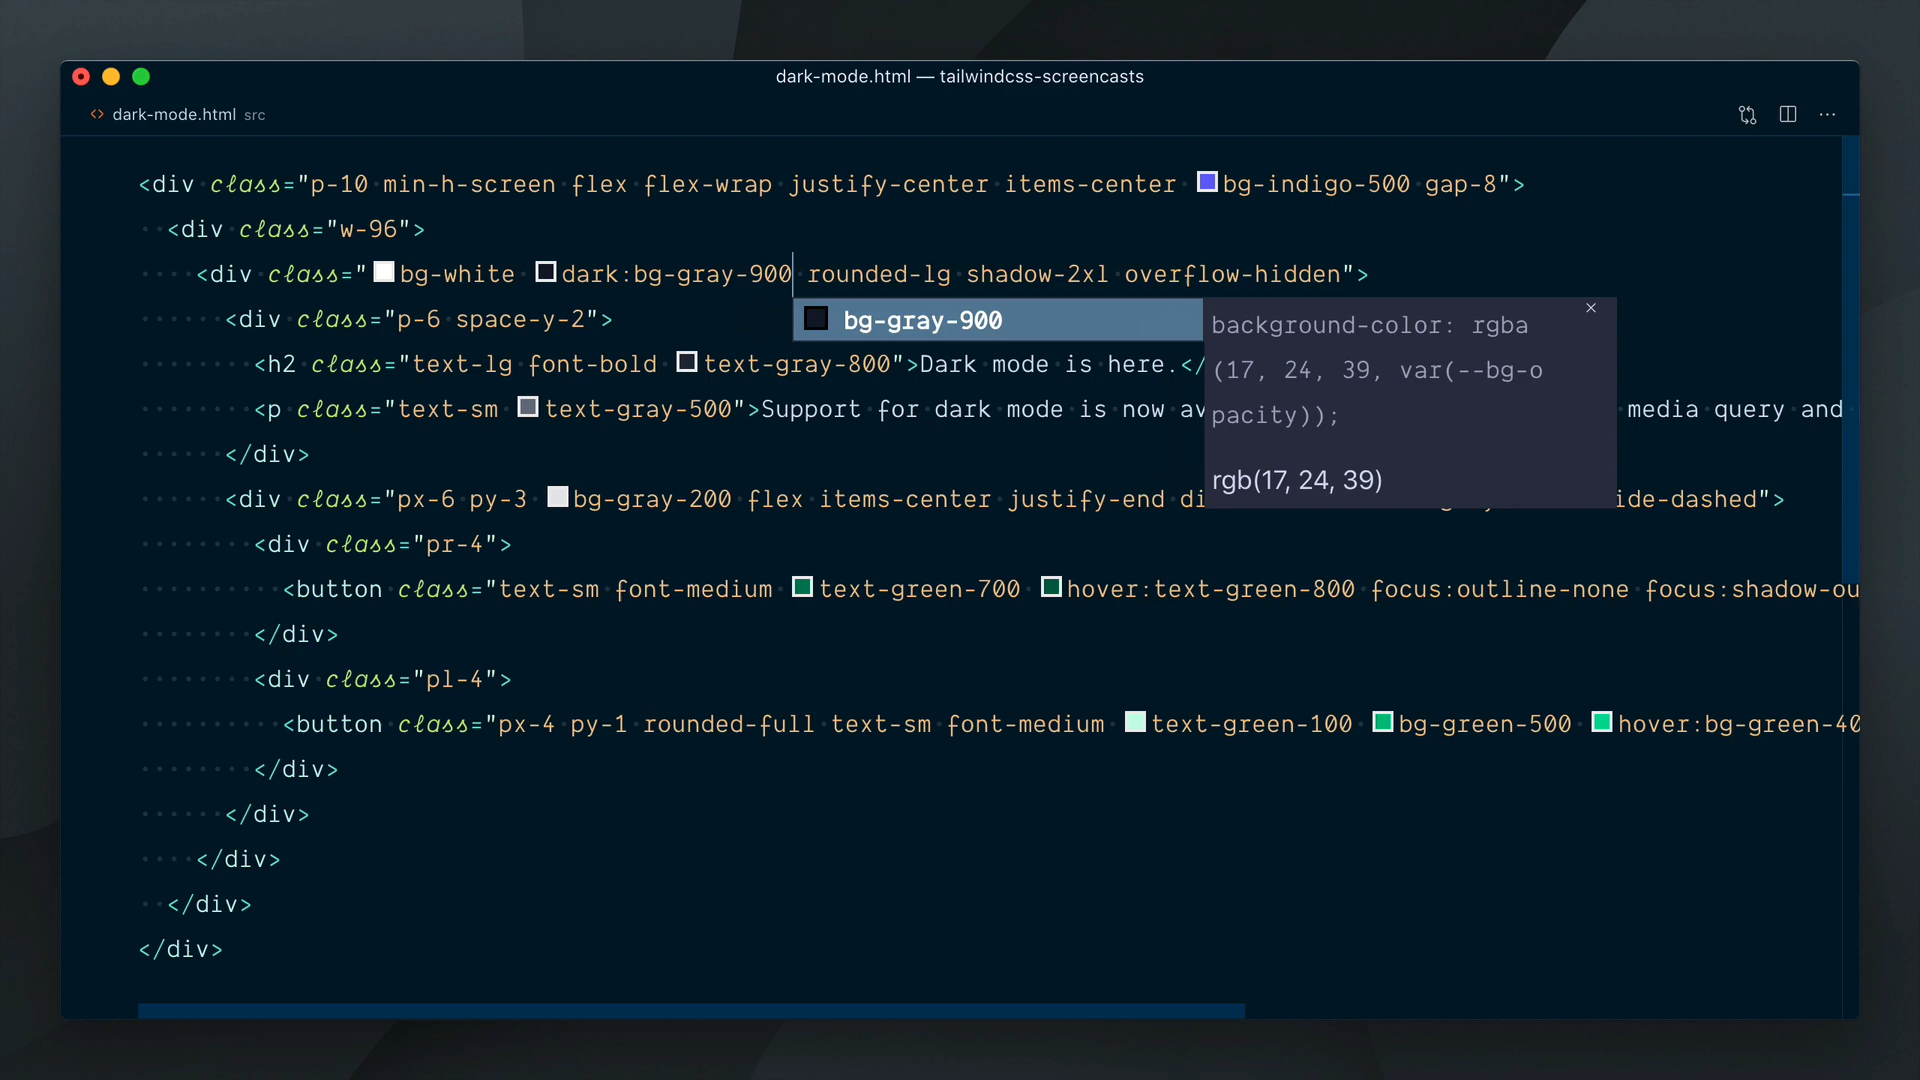 dark-mode.html — tailwindcss-screencasts
dark-mode.html src
<div class="p-10 min-h-screen flex flex-wrap justify-center items-center bg-indigo-500 gap-8">
<div class="w-96">
<div class="bg-white dark:bg-gray-900 rounded-lg shadow-2xl overflow-hidden">
bg-gray-900
background-color: rgba
(17, 24, 39, var(--bg-o
pacity));
rgb(17, 24, 39)
<div class="p-6 space-y-2">
<h2 class="text-lg font-bold text-gray-800">Dark mode is here.</
<p class="text-sm text-gray-500">Support for dark mode is now av media query and
</div>
<div class="px-6 py-3 bg-gray-200 flex items-center justify-end di ide-dashed">
<div class="pr-4">
<button class="text-sm font-medium text-green-700 hover:text-green-800 focus:outline-none focus:shadow-ou
</div>
<div class="pl-4">
<button class="px-4 py-1 rounded-full text-sm font-medium text-green-100 bg-green-500 hover:bg-green-40
</div>
</div>
</div>
</div>
</div>